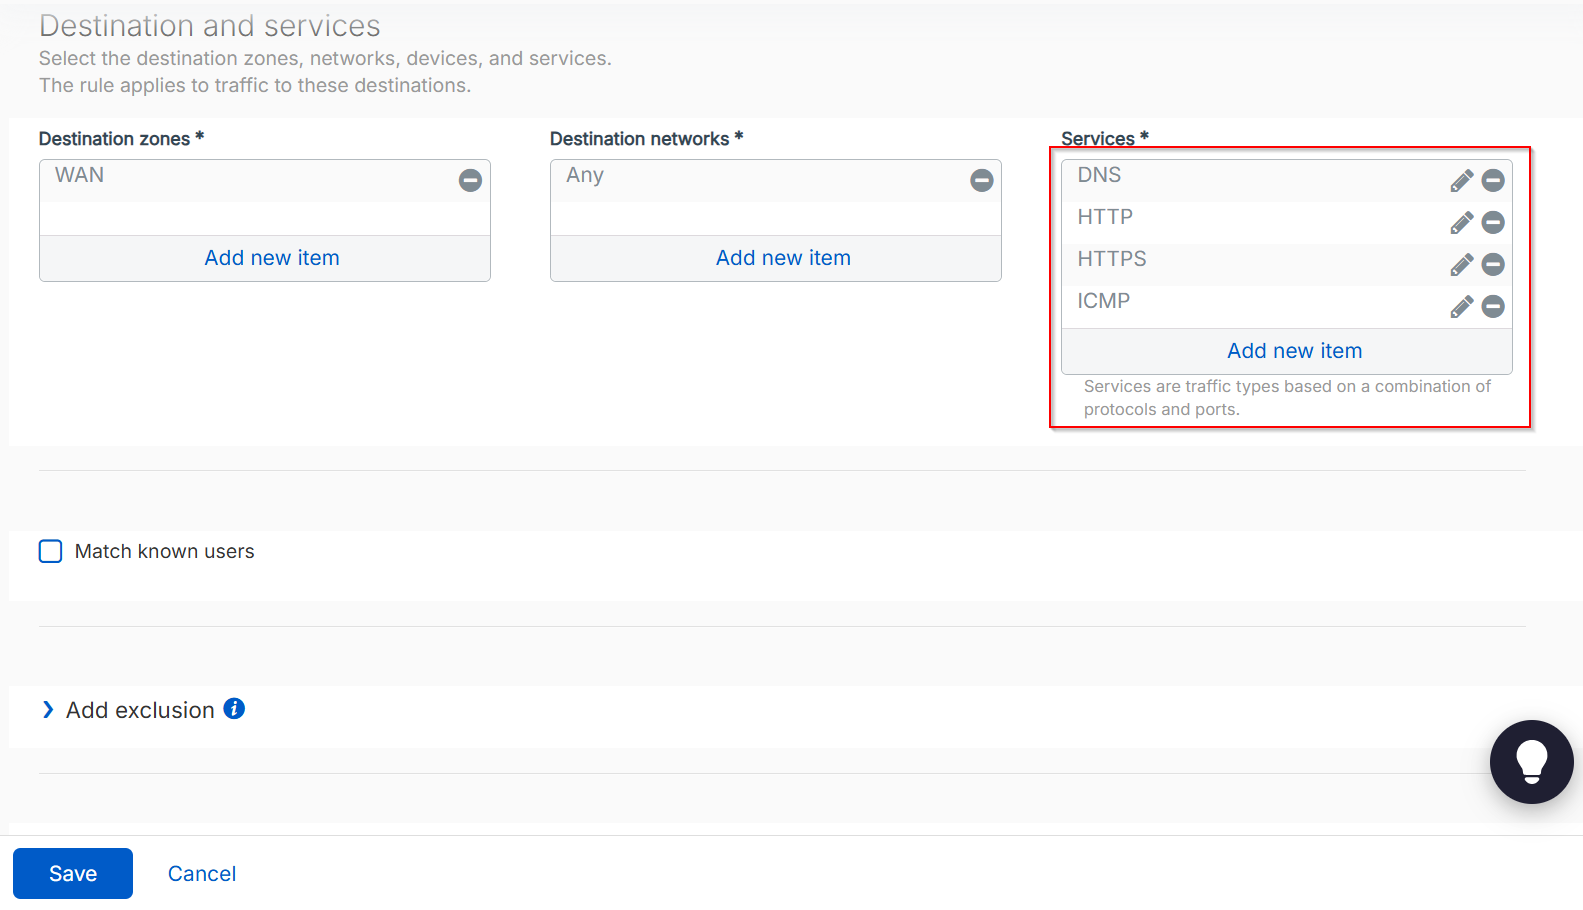 Destination and services
Select the destination zones, networks, devices, and services.
The rule applies to traffic to these destinations.
Destination zones *
WAN
Add new item
Destination networks *
Any
Add new item
Services *
DNS
HTTP
HTTPS
ICMP
Add new item
Services are traffic types based on a combination of
protocols and ports.
Match known users
Add exclusion
Save
Cancel